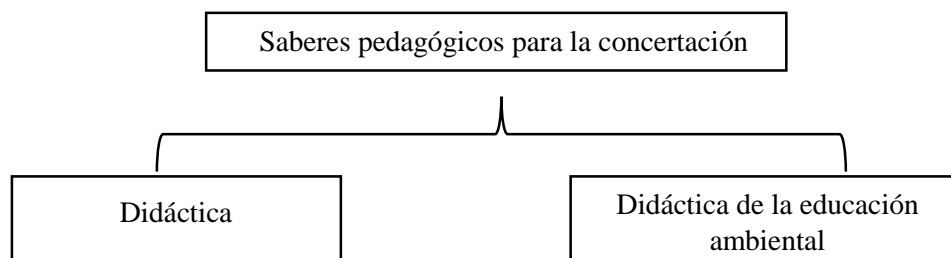 Saberes pedagógicos para la concertación
Didáctica
Didáctica de la educación
ambiental